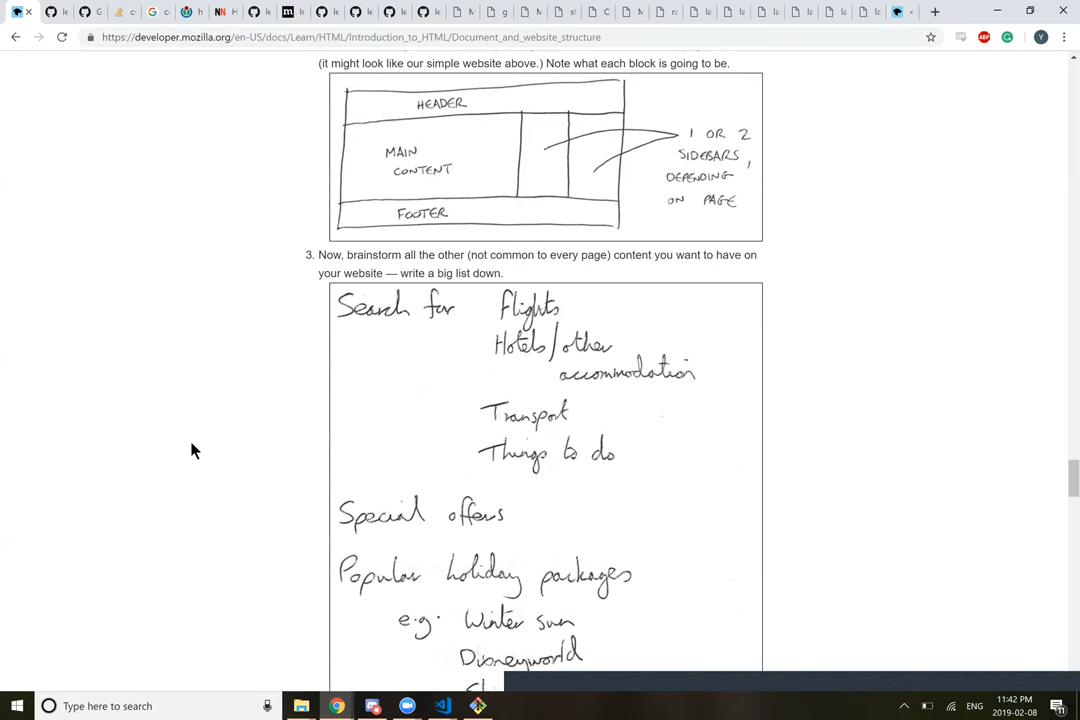 https://developer.mozilla.org/en-US/docs/Learn/HTML/Introduction_to_HTML/Document_and_website_structure
ABP
Y
(it might look like our simple website above.) Note what each block is going to be.
HEADER
MAIN
CONTENT
FOOTER
1 OR 2
SIDEBARS,
DEPENDING
ON PAGE
3. Now, brainstorm all the other (not common to every page) content you want to have on
your website — write a big list down.
Search for Flights
Hotels/other
accommodation
Transport
Things to do
Special offers
Popular holiday packages
e.g. Winter sun
Disneyworld
Type here to search
ENG
11:42 PM
2019-02-08